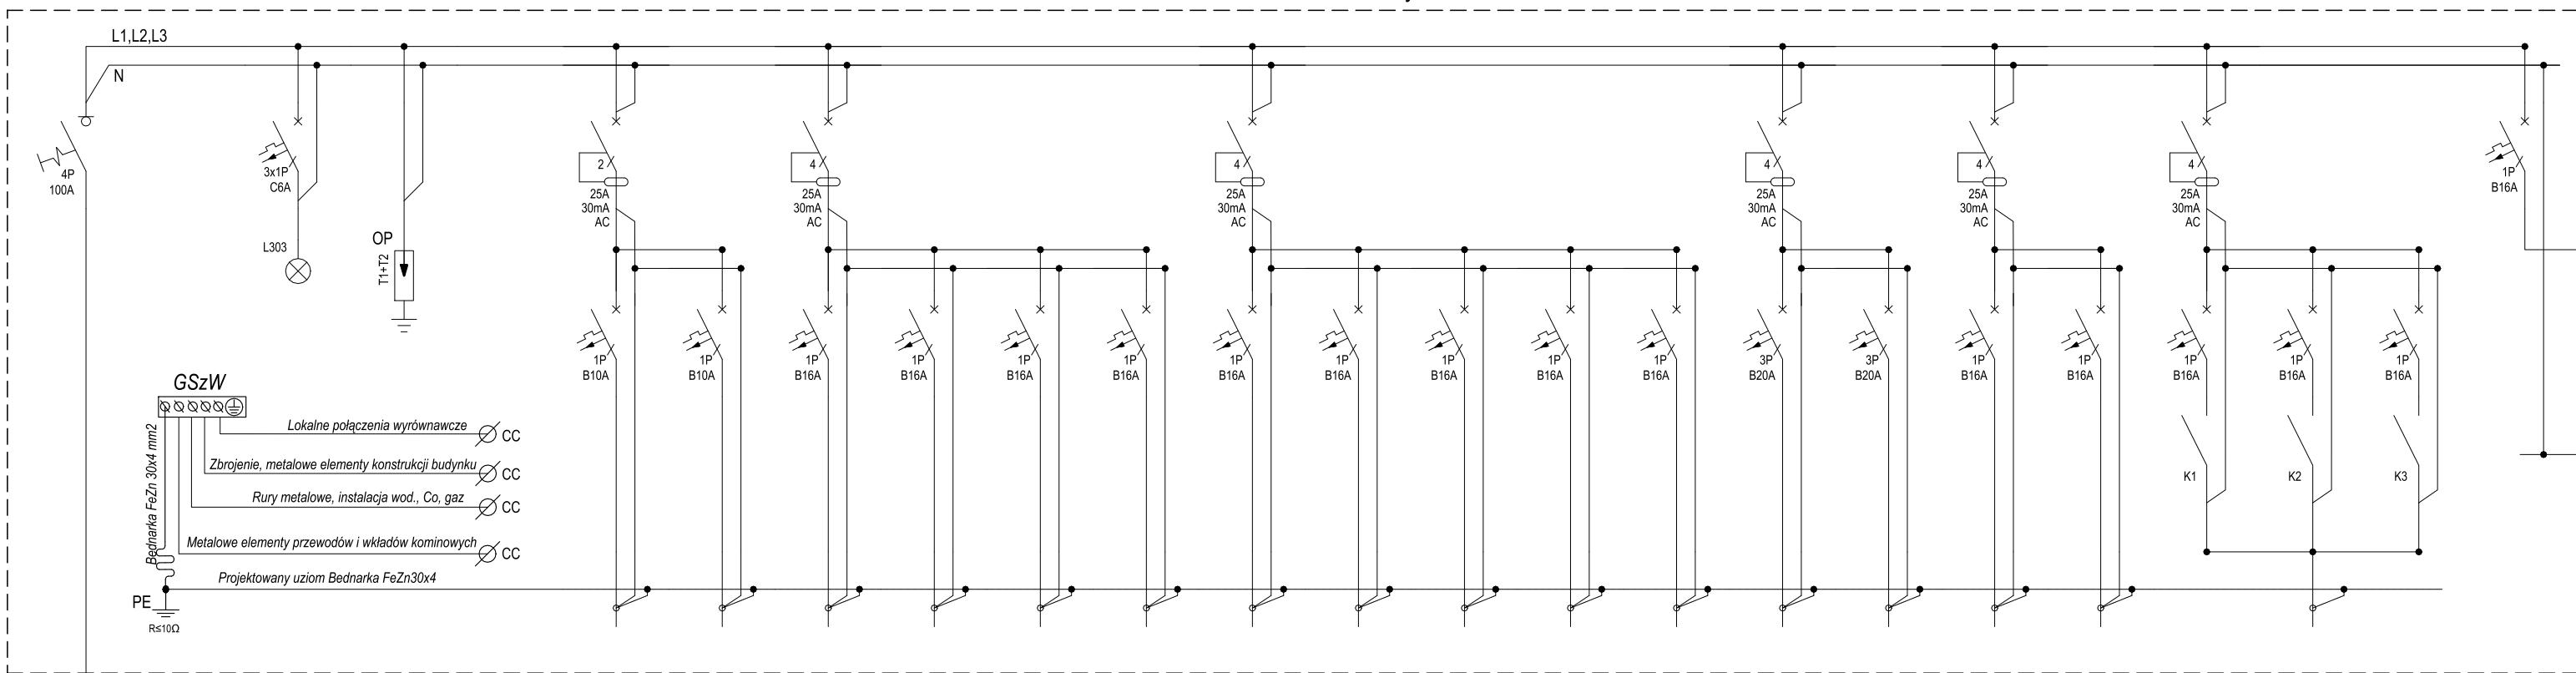 L1,L2,L3
N
4P
100A
3x1P
C6A
L303
OP
T1+T2
2
25A
30mA
AC
4
25A
30mA
AC
4
25A
30mA
AC
4
25A
30mA
AC
4
25A
30mA
AC
4
25A
30mA
AC
1P
B16A
1P
B10A
1P
B10A
1P
B16A
1P
B16A
1P
B16A
1P
B16A
1P
B16A
1P
B16A
1P
B16A
1P
B16A
1P
B16A
3P
B20A
3P
B20A
1P
B16A
1P
B16A
1P
B16A
1P
B16A
1P
B16A
K1
K2
K3
GSzW
Lokalne połączenia wyrównawcze
CC
Zbrojenie, metalowe elementy konstrukcji budynku
CC
Rury metalowe, instalacja wod., Co, gaz
CC
Metalowe elementy przewodów i wkładów kominowych
CC
Bednarka FeZn 30x4 mm2
Projektowany uziom Bednarka FeZn30x4
PE
R≤10Ω